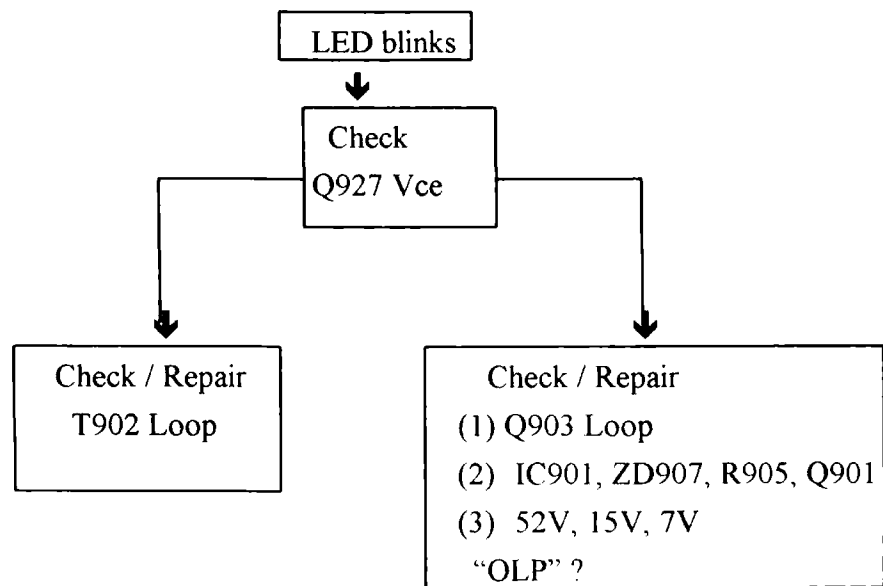 LED blinks
Check
Q927 Vce
Check / Repair
T902 Loop
Check / Repair
(1) Q903 Loop
(2) IC901, ZD907, R905, Q901
(3) 52V, 15V, 7V
“OLP” ?